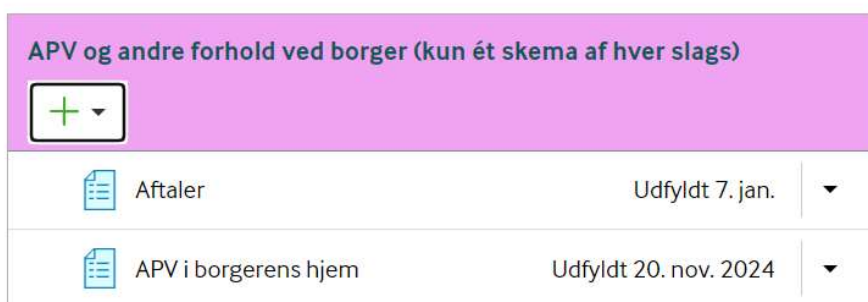 APV og andre forhold ved borger (kun ét skema af hver slags)
Aftaler Udfyldt 7. jan.
APV i borgerens hjem Udfyldt 20. nov. 2024